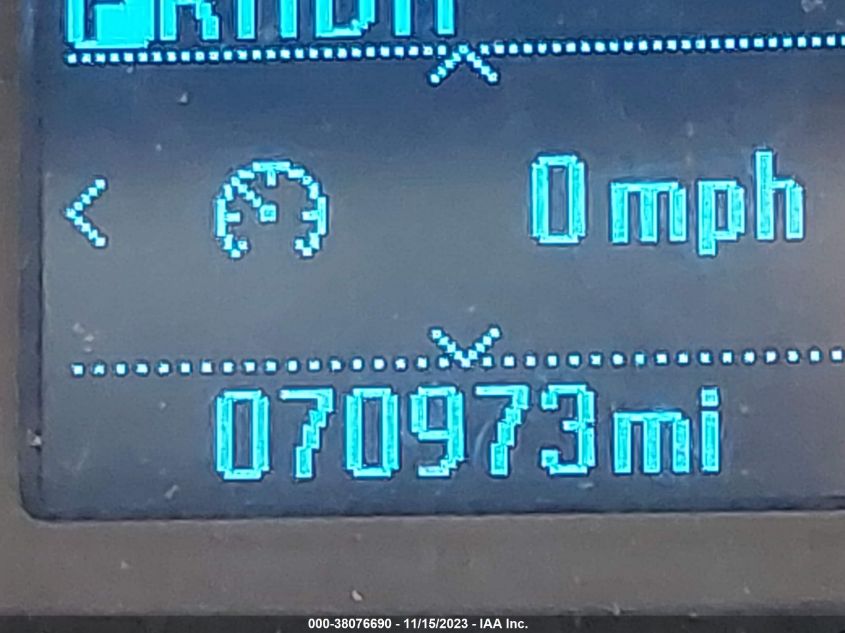 0 mph
070973mi
000-38076690 - 11/15/2023 - IAA Inc.